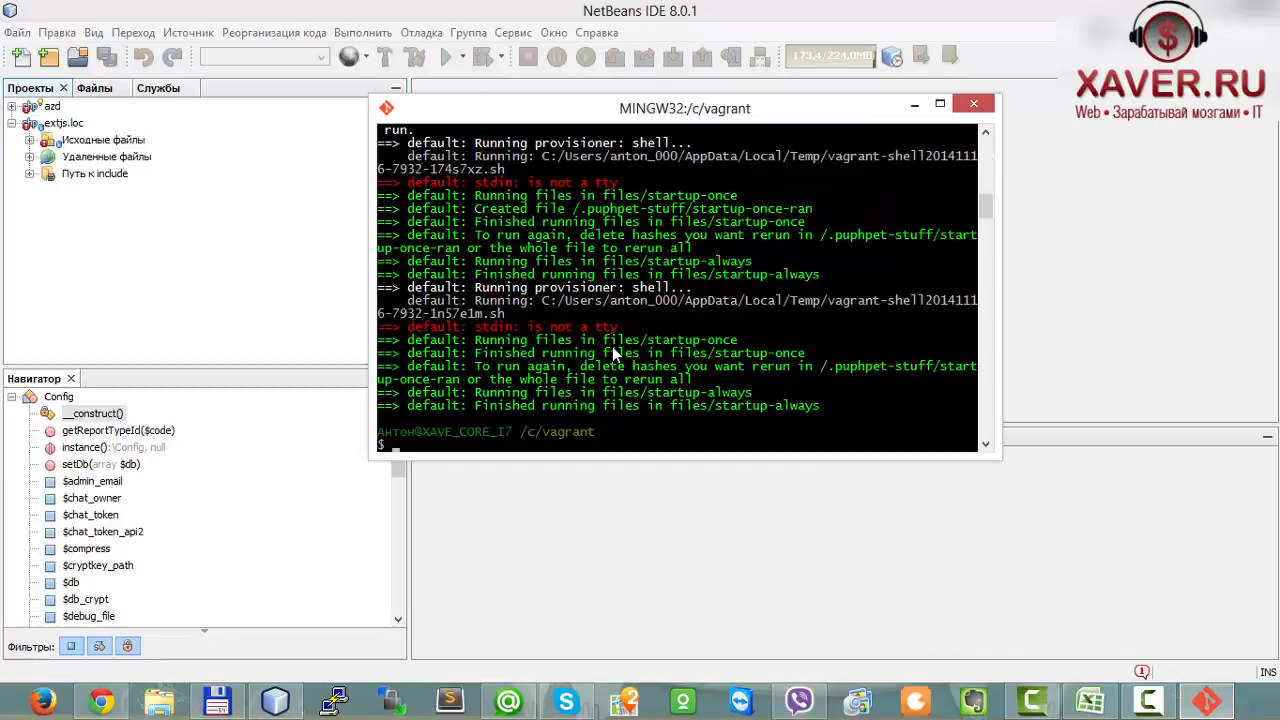 NetBeans IDE 8.0.1
Файл Правка Вид Переход Источник Реорганизация кода Выполнить Отладка Группа Сервис Окно Справка
173,4/224,0MB
XAVER.RU
Web • Зарабатывай мозгами • IT
Проекты Файлы Службы
azd
extjs.loc
Исходные файлы
Удаленные файлы
Путь к include
MINGW32:/c/vagrant
run.
==> default: Running provisioner: shell...
default: Running: C:/Users/anton_000/AppData/Local/Temp/vagrant-shell2014111
6-7932-174s7xz.sh
==> default: stdin: is not a tty
==> default: Running files in files/startup-once
==> default: Created file /.puphpet-stuff/startup-once-ran
==> default: Finished running files in files/startup-once
==> default: To run again, delete hashes you want rerun in /.puphpet-stuff/start
up-once-ran or the whole file to rerun all
==> default: Running files in files/startup-always
==> default: Finished running files in files/startup-always
==> default: Running provisioner: shell...
default: Running: C:/Users/anton_000/AppData/Local/Temp/vagrant-shell2014111
6-7932-1n57e1m.sh
==> default: stdin: is not a tty
==> default: Running files in files/startup-once
==> default: Finished running files in files/startup-once
==> default: To run again, delete hashes you want rerun in /.puphpet-stuff/start
up-once-ran or the whole file to rerun all
==> default: Running files in files/startup-always
==> default: Finished running files in files/startup-always
Антон@XAVE_CORE_I7 /c/vagrant
$
Навигатор
Config
__construct()
getReportTypeId($code)
instance():\Config, null
setDb(array $db)
$admin_email
$chat_owner
$chat_token
$chat_token_api2
$compress
$cryptkey_path
$db
$db_crypt
$debug_file
Фильтры:
1
INS